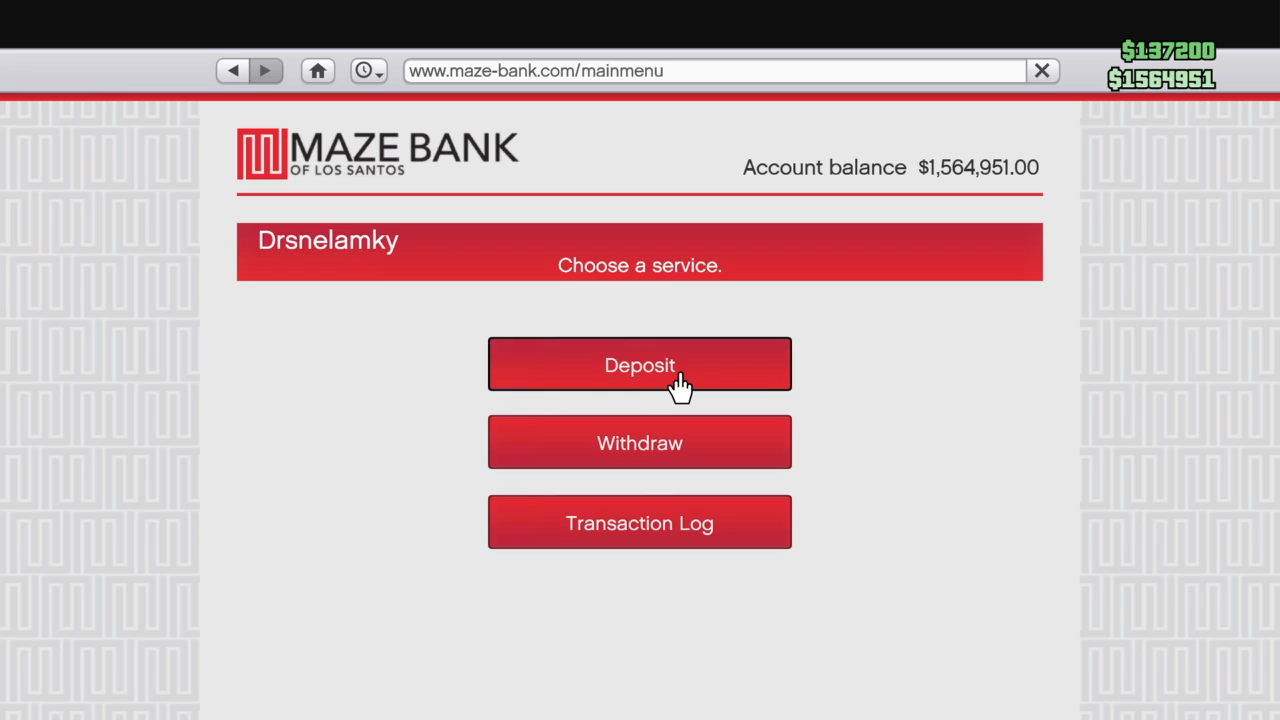 $137200
www.maze-bank.com/mainmenu
$1564951
MAZE BANK
OF LOS SANTOS
Account balance $1,564,951.00
Drsnelamky
Choose a service.
Deposit
Withdraw
Transaction Log